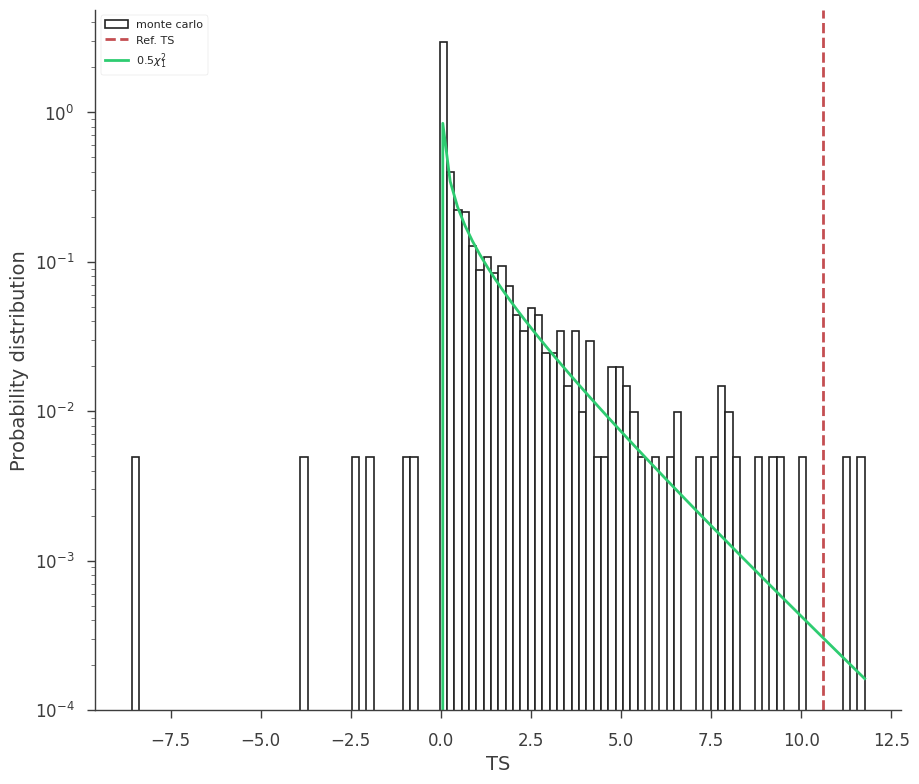 monte carlo
Ref. TS
0.5χ₁²
10⁰
10⁻¹
10⁻²
10⁻³
10⁻⁴
Probability distribution
−7.5 −5.0 −2.5 0.0 2.5 5.0 7.5 10.0 12.5
TS